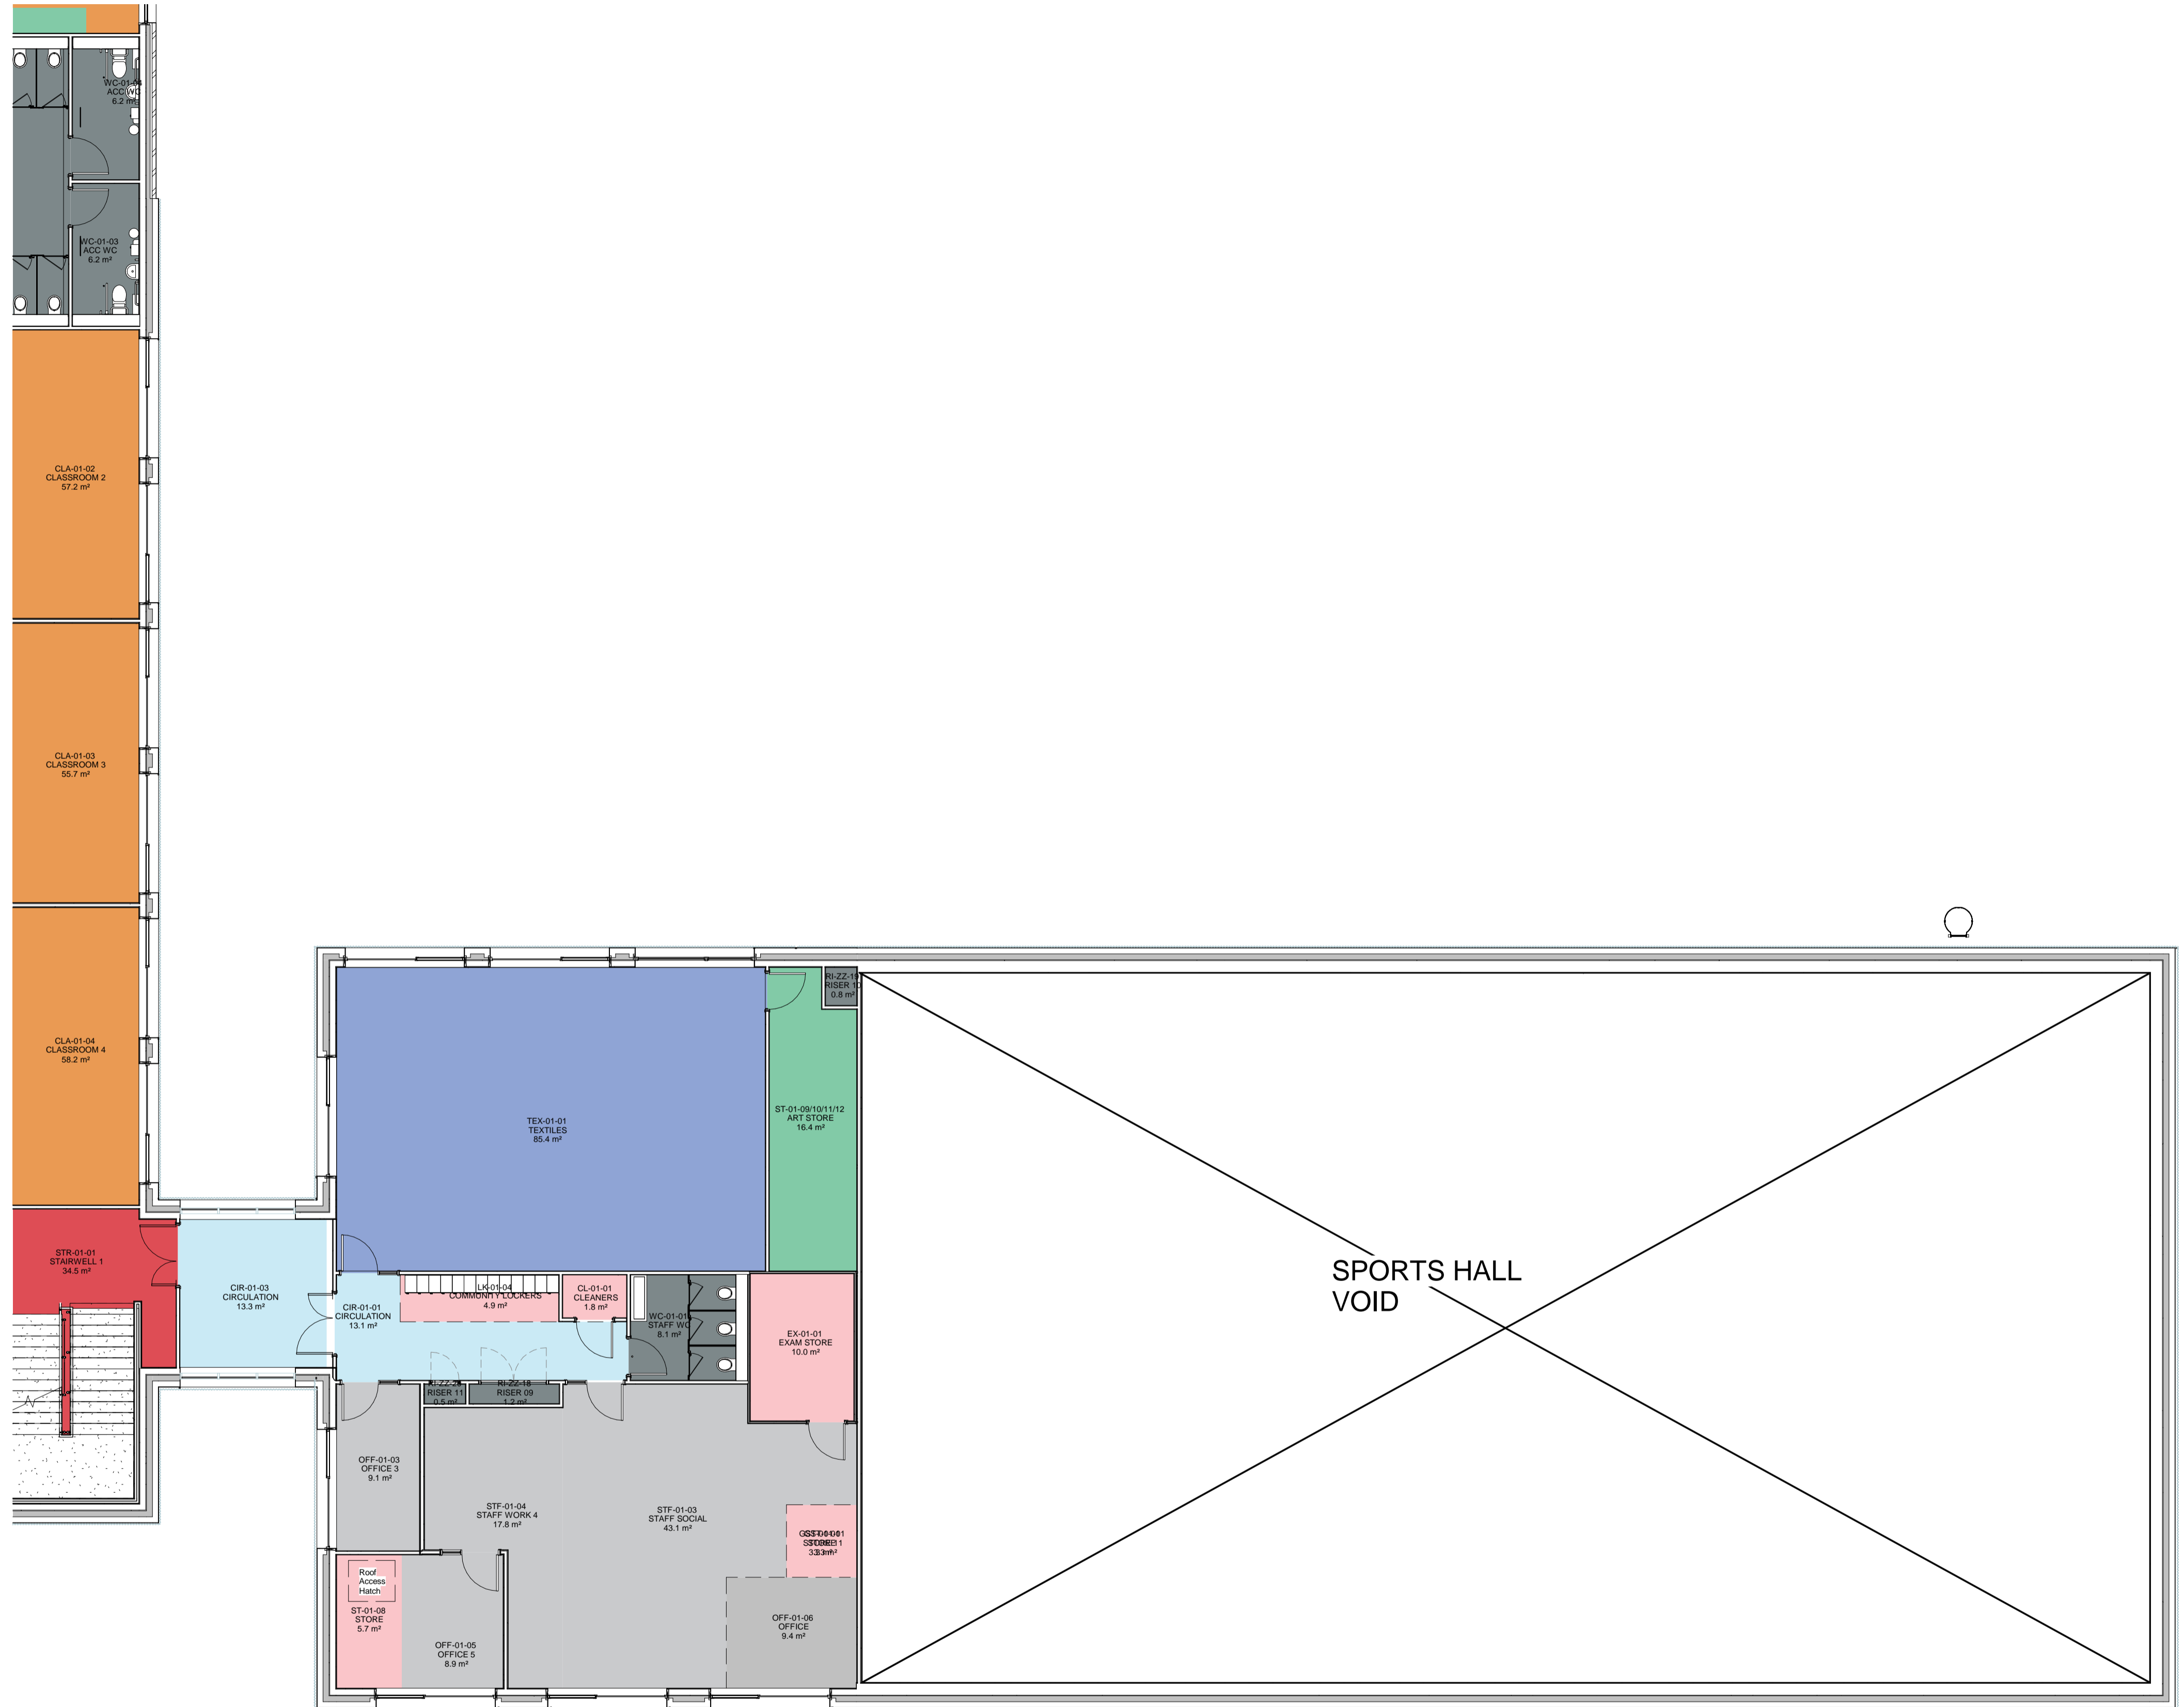 WC-01-04
ACC WC
6.2 m²
WC-01-03
ACC WC
6.2 m²
CLA-01-02
CLASSROOM 2
57.2 m²
CLA-01-03
CLASSROOM 3
55.7 m²
CLA-01-04
CLASSROOM 4
58.2 m²
RI-ZZ-19
RISER 10
0.8 m²
TEX-01-01
TEXTILES
85.4 m²
ST-01-09/10/11/12
ART STORE
16.4 m²
STR-01-01
STAIRWELL 1
34.5 m²
CIR-01-03
CIRCULATION
13.3 m²
CIR-01-01
CIRCULATION
13.1 m²
LK-01-04
COMMUNITY LOCKERS
4.9 m²
CL-01-01
CLEANERS
1.8 m²
WC-01-01
STAFF WC
8.1 m²
EX-01-01
EXAM STORE
10.0 m²
SPORTS HALL
VOID
RISER 11
0.5 m²
RI-ZZ-18
RISER 09
1.2 m²
OFF-01-03
OFFICE 3
9.1 m²
STF-01-04
STAFF WORK 4
17.8 m²
STF-01-03
STAFF SOCIAL
43.1 m²
Roof
Access
Hatch
ST-01-08
STORE
5.7 m²
OFF-01-05
OFFICE 5
8.9 m²
OFF-01-06
OFFICE
9.4 m²